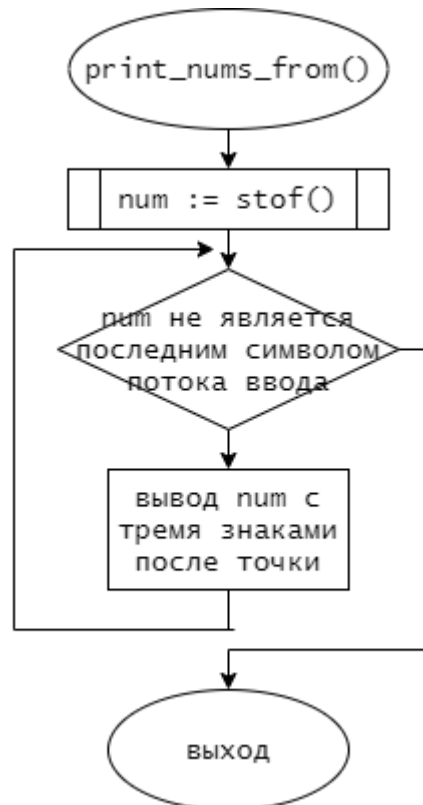 print_nums_from()
num := stof()
num не является
последним символом
потока ввода
вывод num с
тремя знаками
после точки
выход